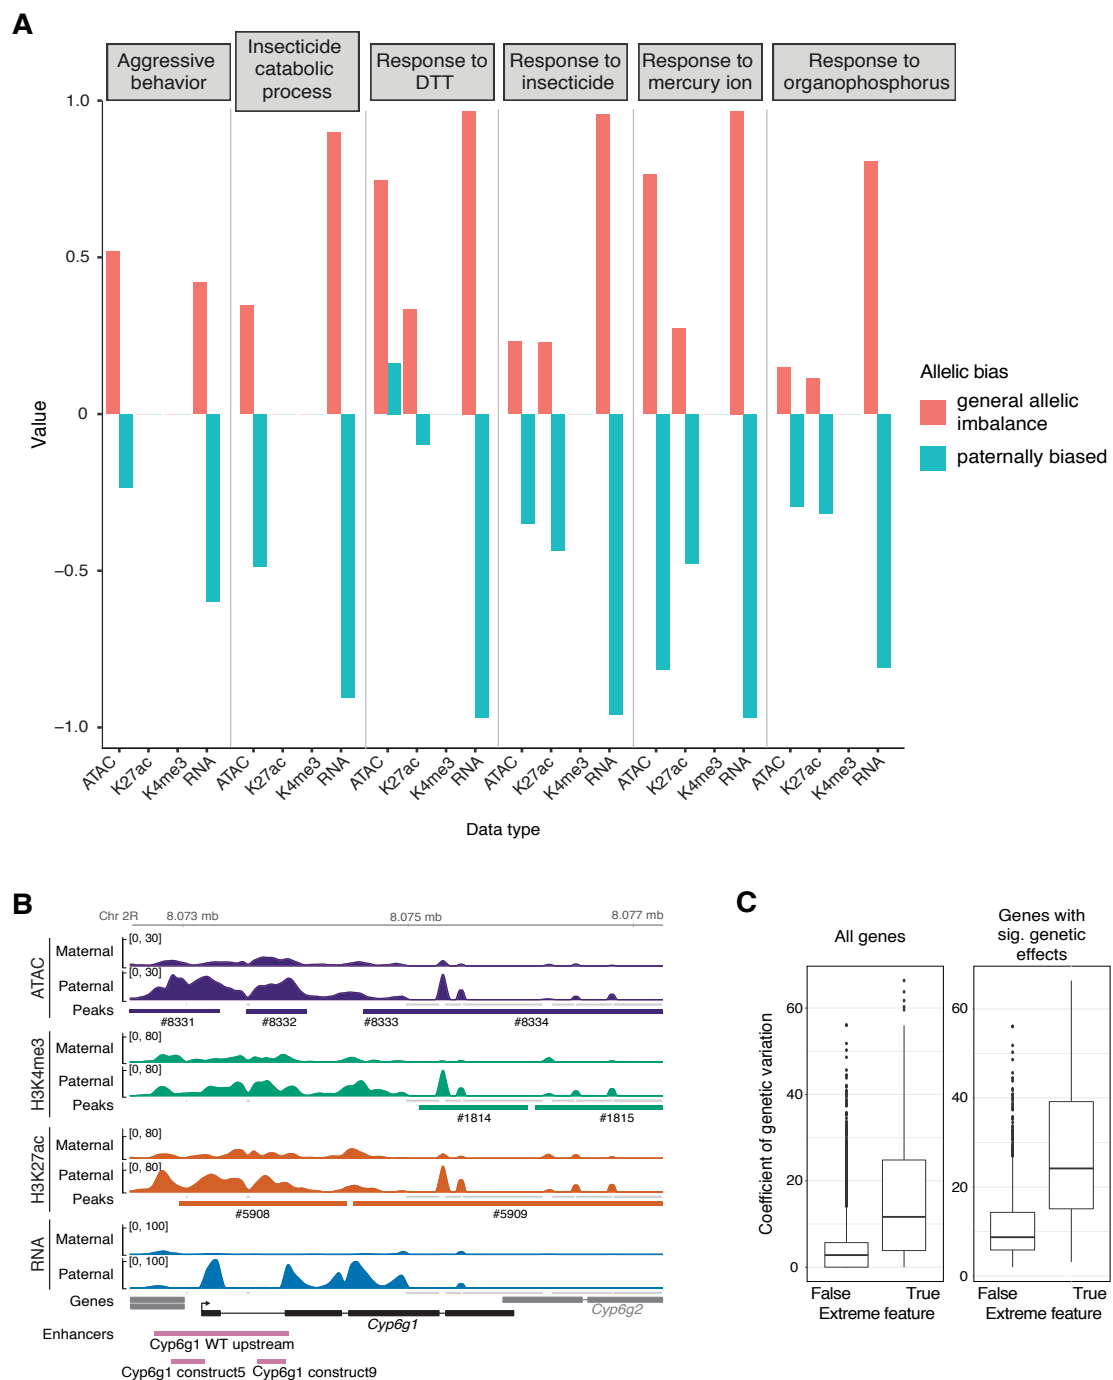 A
Aggressive
behavior
Insecticide
catabolic
process
Response to
DTT
Response to
insecticide
Response to
mercury ion
Response to
organophosphorus
1.0
0.5
0
−0.5
−1.0
Value
ATAC
K27ac
K4me3
RNA
ATAC
K27ac
K4me3
RNA
ATAC
K27ac
K4me3
RNA
ATAC
K27ac
K4me3
RNA
ATAC
K27ac
K4me3
RNA
ATAC
K27ac
K4me3
RNA
Data type
Allelic bias
general allelic
imbalance
paternally biased
B
Chr 2R
8.073 mb
8.075 mb
8.077 mb
ATAC
Maternal
[0, 30]
Paternal
[0, 30]
Peaks
#8331
#8332
#8333
#8334
H3K4me3
Maternal
[0, 80]
Paternal
[0, 80]
Peaks
#1814
#1815
H3K27ac
Maternal
[0, 80]
Paternal
[0, 80]
Peaks
#5908
#5909
RNA
Maternal
[0, 100]
Paternal
[0, 100]
Genes
Cyp6g1
Cyp6g2
Enhancers
Cyp6g1 WT upstream
Cyp6g1 construct5
Cyp6g1 construct9
C
All genes
Genes with
sig. genetic
effects
Coefficient of genetic variation
60
40
20
0
60
40
20
0
False
True
Extreme feature
False
True
Extreme feature